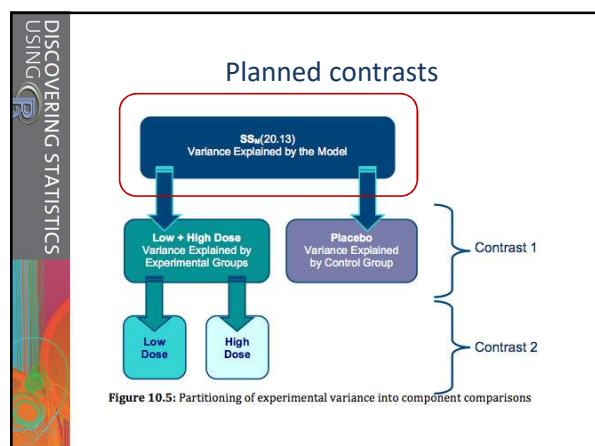 DISCOVERING STATISTICS
USING R
Planned contrasts
SSM(20.13)
Variance Explained by the Model
Low + High Dose
Variance Explained by
Experimental Groups
Placebo
Variance Explained
by Control Group
Contrast 1
Low
Dose
High
Dose
Contrast 2
Figure 10.5: Partitioning of experimental variance into component comparisons